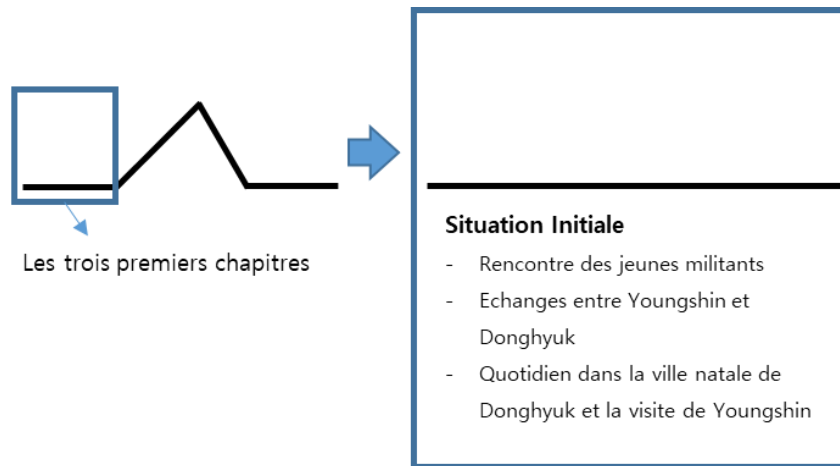 Les trois premiers chapitres
Situation Initiale
- Rencontre des jeunes militants
- Echanges entre Youngshin et
Donghyuk
- Quotidien dans la ville natale de
Donghyuk et la visite de Youngshin